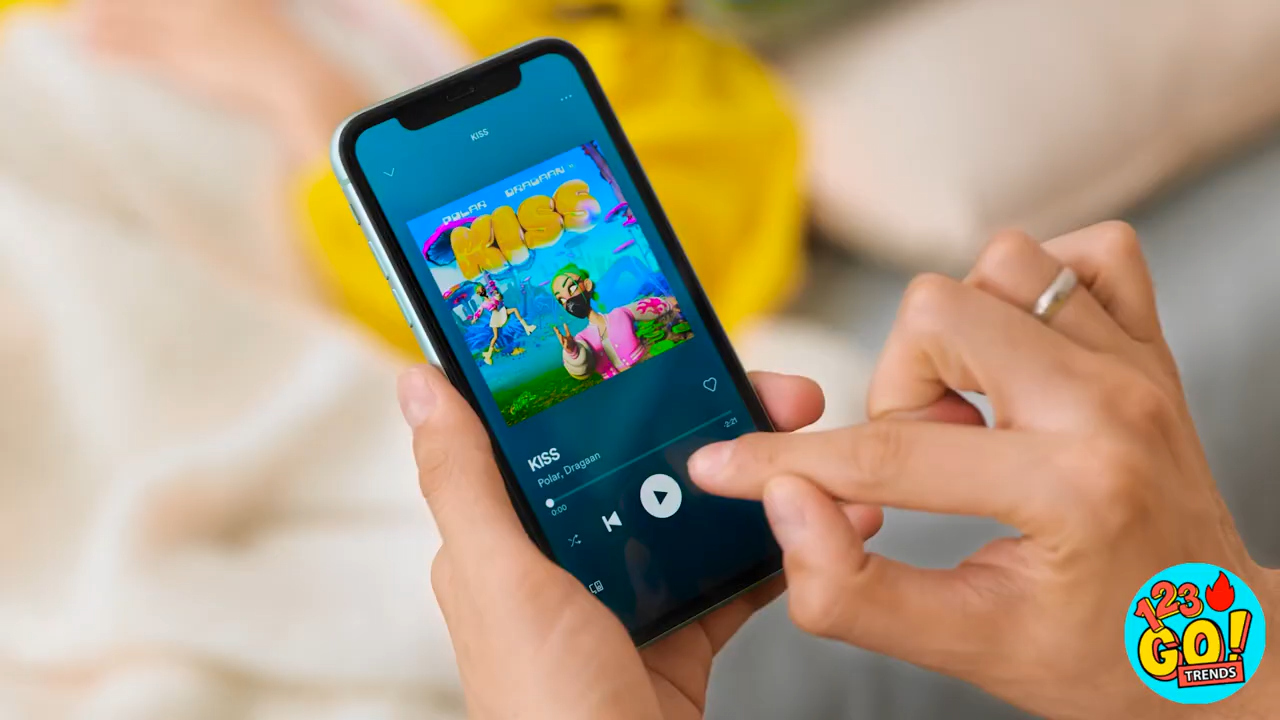 KISS
POLAR DRAGAAN
KISS
KISS
Polar, Dragaan
0:00
-2:21
123
GO!
TRENDS